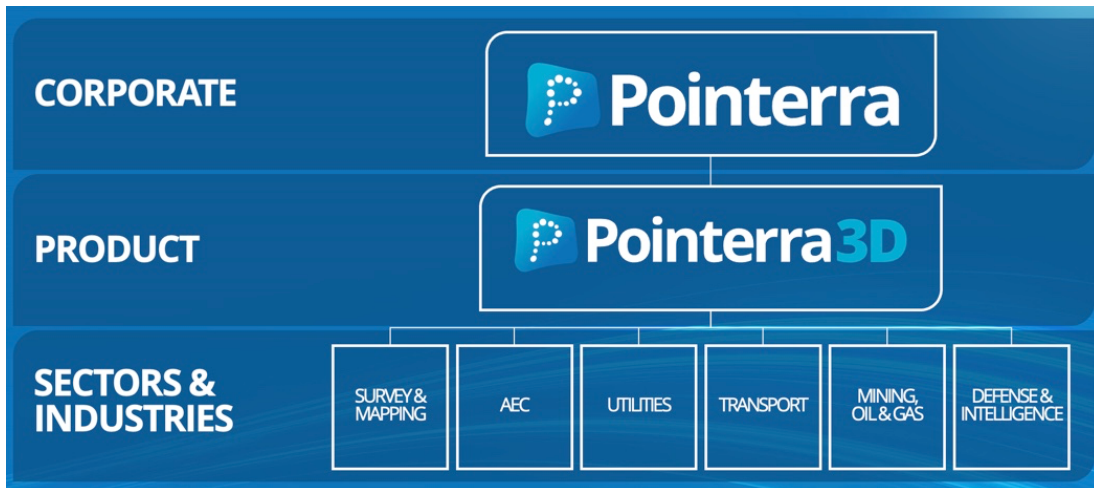 CORPORATE
Pointerra
PRODUCT
Pointerra3D
SECTORS &
INDUSTRIES
SURVEY &
MAPPING
AEC
UTILITIES
TRANSPORT
MINING,
OIL & GAS
DEFENSE &
INTELLIGENCE